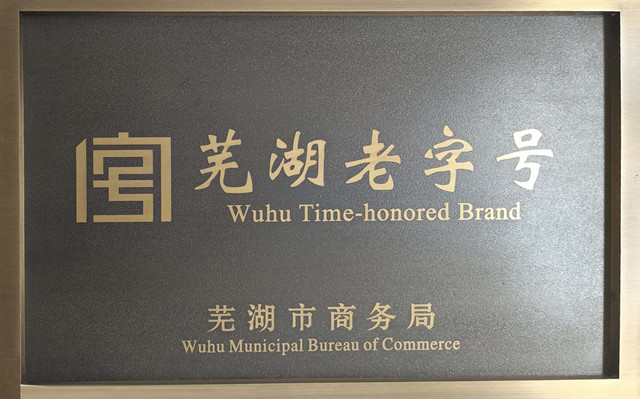 芜湖老字号
Wuhu Time-honored Brand
芜湖市商务局
Wuhu Municipal Bureau of Commerce